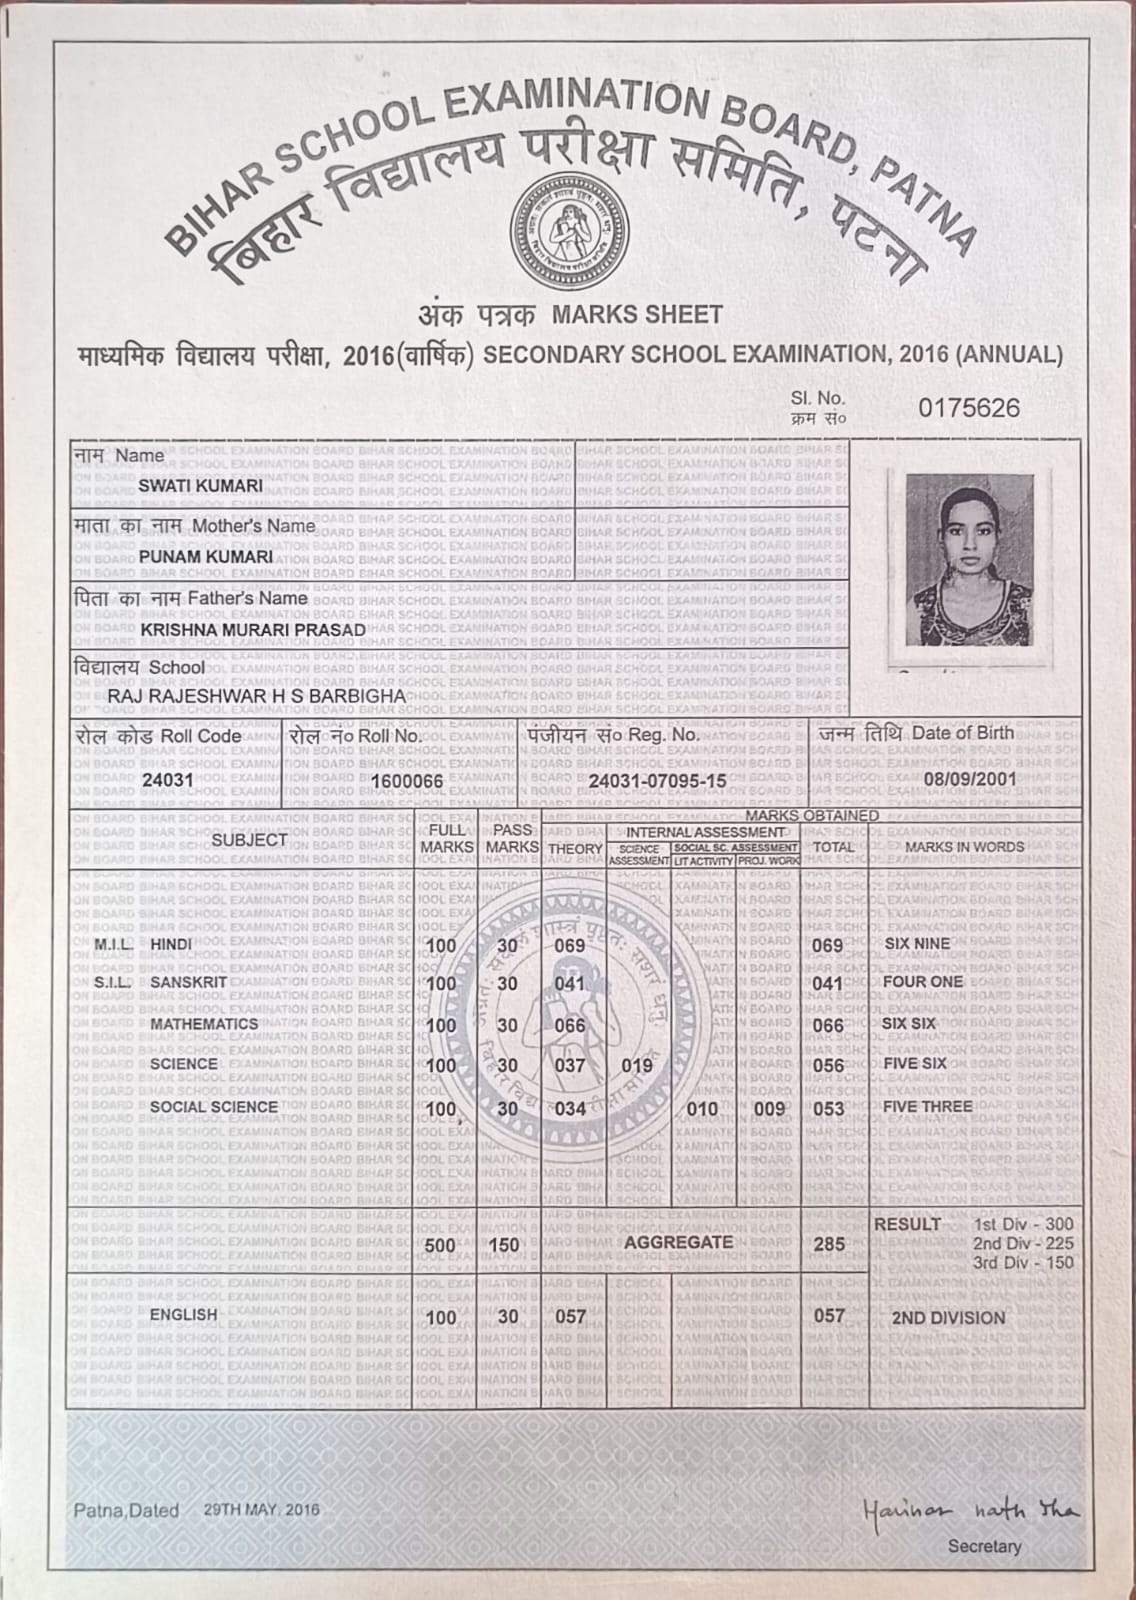 BIHAR SCHOOL EXAMINATION BOARD, PATNA
बिहार विद्यालय परीक्षा समिति, पटना
अंक पत्रक MARKS SHEET
माध्यमिक विद्यालय परीक्षा, 2016(वार्षिक) SECONDARY SCHOOL EXAMINATION, 2016 (ANNUAL)
Sl. No.
क्रम सं० 0175626
नाम Name
SWATI KUMARI
माता का नाम Mother's Name
PUNAM KUMARI
पिता का नाम Father's Name
KRISHNA MURARI PRASAD
विद्यालय School
RAJ RAJESHWAR H S BARBIGHA
रोल कोड Roll Code रोल नं० Roll No. पंजीयन सं० Reg. No. जन्म तिथि Date of Birth
24031 1600066 24031-07095-15 08/09/2001
MARKS OBTAINED
SUBJECT FULL MARKS PASS MARKS THEORY INTERNAL ASSESSMENT TOTAL MARKS IN WORDS
SCIENCE ASSESSMENT SOCIAL SC. ASSESSMENT
LIT ACTIVITY PROJ. WORK
M.I.L. HINDI 100 30 069 069 SIX NINE
S.I.L. SANSKRIT 100 30 041 041 FOUR ONE
MATHEMATICS 100 30 066 066 SIX SIX
SCIENCE 100 30 037 019 056 FIVE SIX
SOCIAL SCIENCE 100 30 034 010 009 053 FIVE THREE
500 150 AGGREGATE 285
RESULT 1st Div - 300
2nd Div - 225
3rd Div - 150
ENGLISH 100 30 057 057 2ND DIVISION
Patna,Dated 29TH MAY, 2016
Harihar nath Jha
Secretary